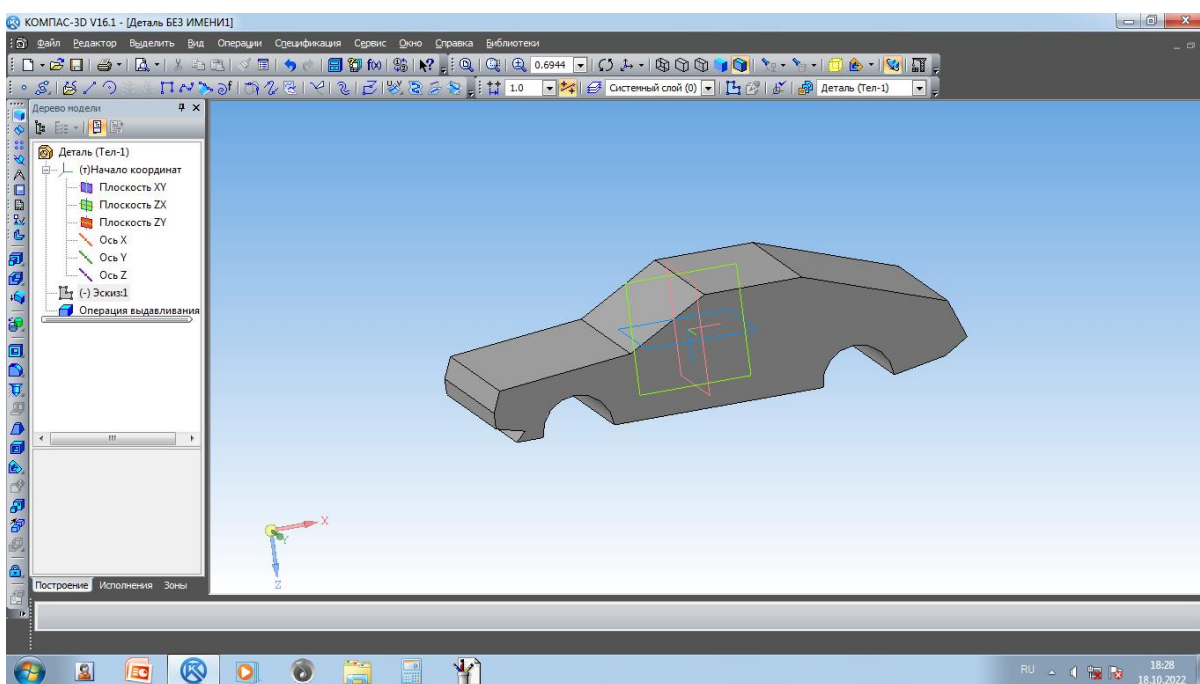 КОМПАС-3D V16.1 - [Деталь БЕЗ ИМЕНИ1]
Файл Редактор Выделить Вид Операции Спецификация Сервис Окно Справка Библиотеки
0.6944
1.0 Системный слой (0) Деталь (Тел-1)
Дерево модели
Деталь (Тел-1)
(т)Начало координат
Плоскость XY
Плоскость ZX
Плоскость ZY
Ось X
Ось Y
Ось Z
(-) Эскиз:1
Операция выдавливания
X
Y
Z
Построение Исполнения Зоны
RU 18:28
18.10.2022